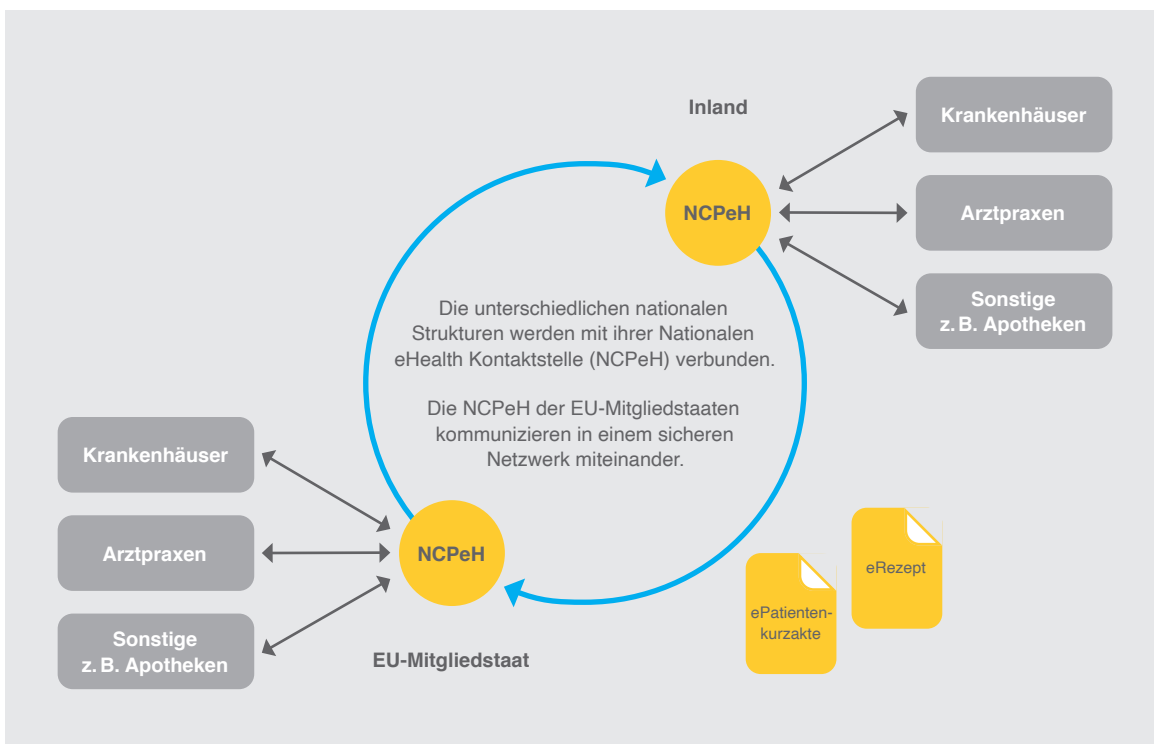 Inland
Krankenhäuser
NCPeH
Arztpraxen
Sonstige
z. B. Apotheken
Die unterschiedlichen nationalen
Strukturen werden mit ihrer Nationalen
eHealth Kontaktstelle (NCPeH) verbunden.
Die NCPeH der EU-Mitgliedstaaten
kommunizieren in einem sicheren
Netzwerk miteinander.
Krankenhäuser
Arztpraxen
Sonstige
z. B. Apotheken
NCPeH
EU-Mitgliedstaat
ePatienten-
kurzakte
eRezept